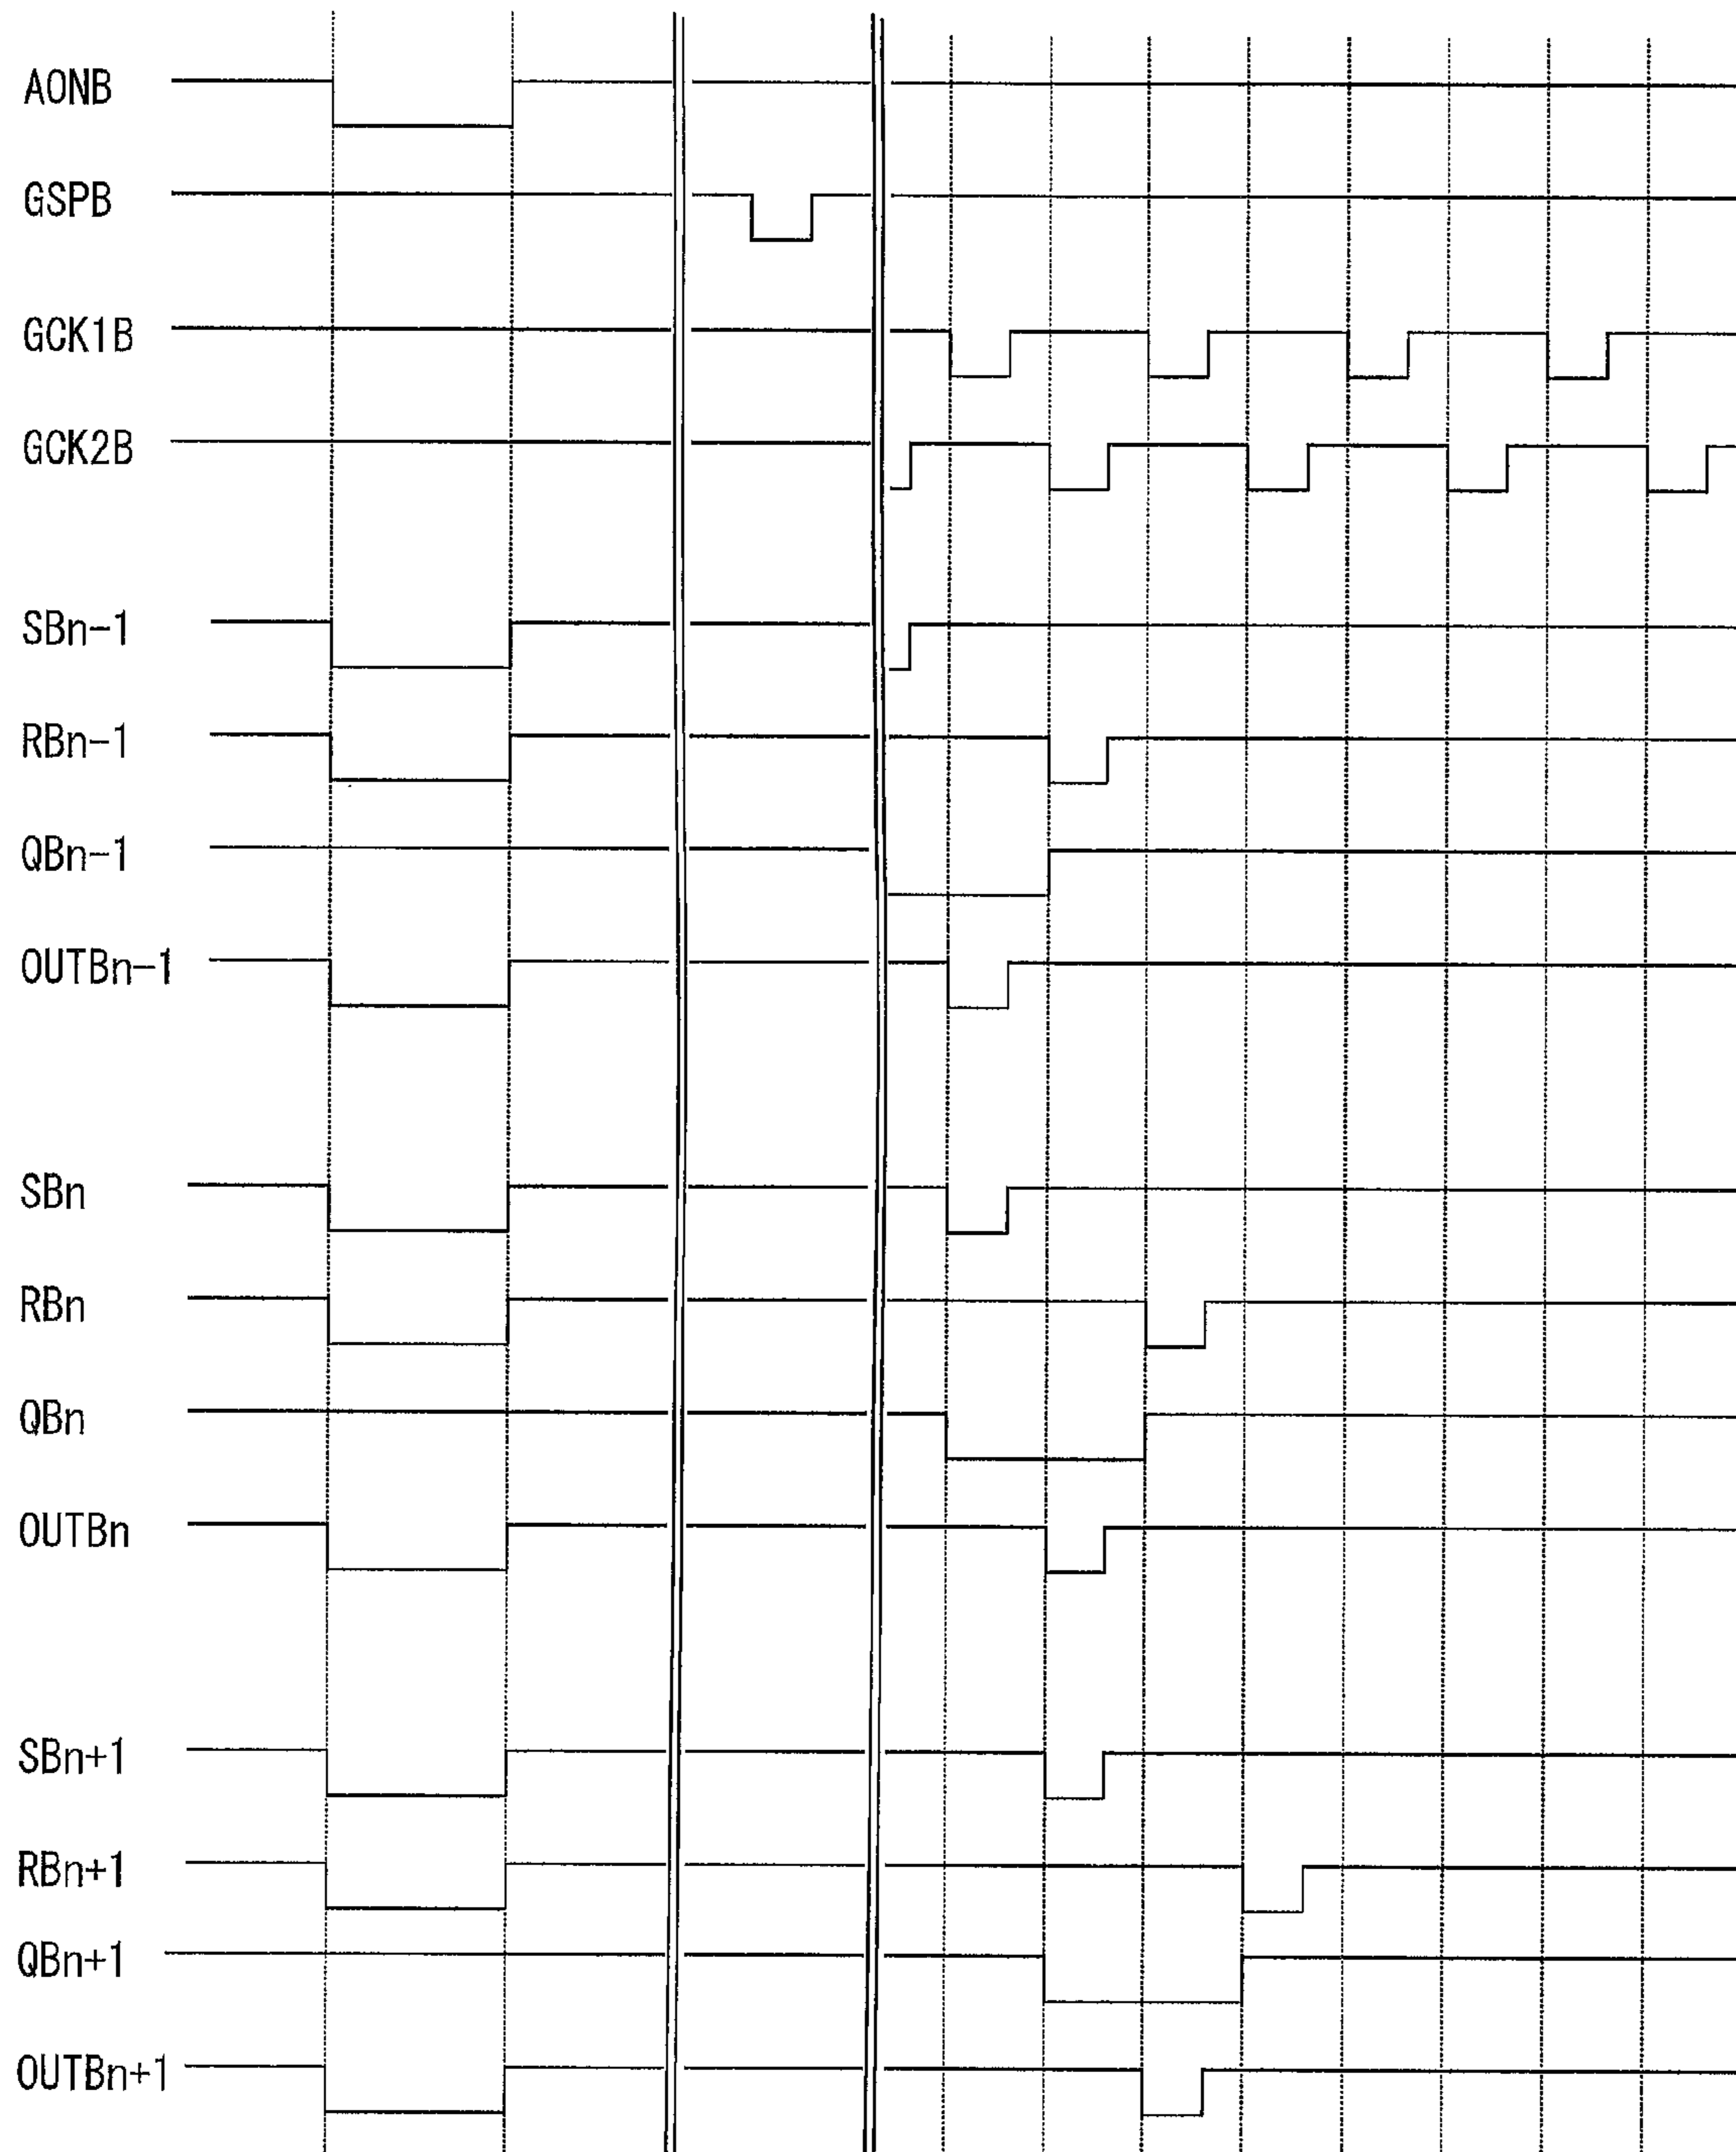 AONB
GSPB
GCK1B
GCK2B
SBn-1
RBn-1
QBn-1
OUTBn-1
SBn
RBn
QBn
OUTBn
SBn+1
RBn+1
QBn+1
OUTBn+1